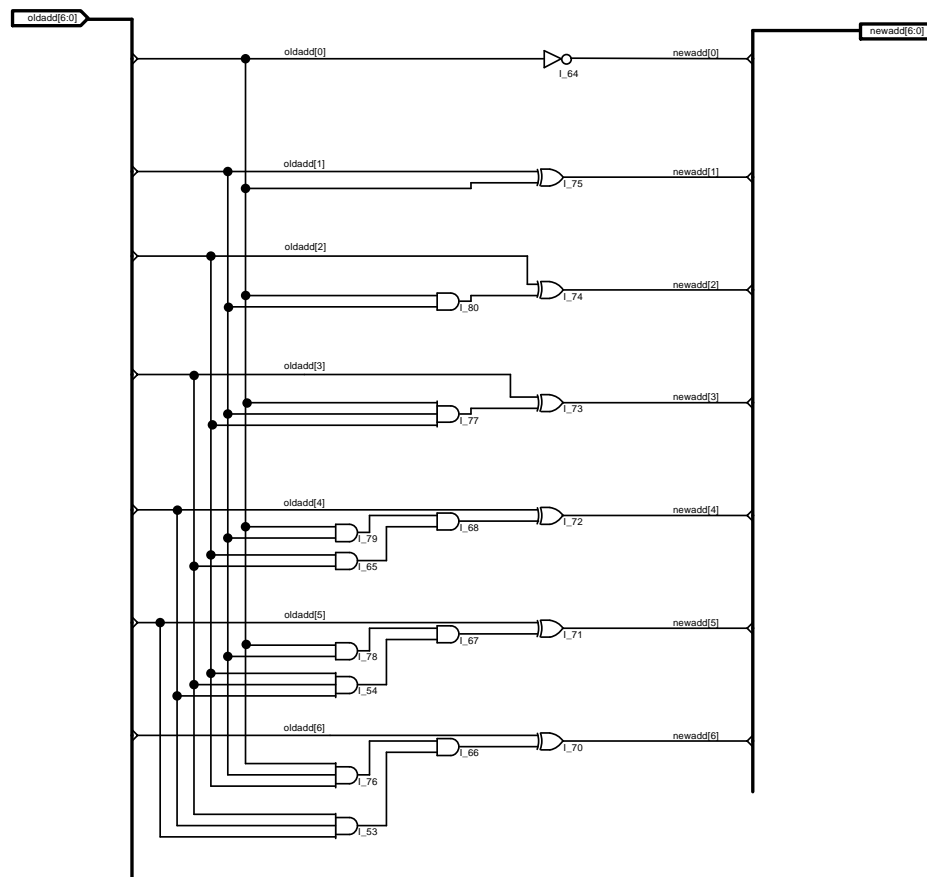 oldadd[6:0]
newadd[6:0]
oldadd[0]
newadd[0]
I_64
oldadd[1]
newadd[1]
I_75
oldadd[2]
newadd[2]
I_74
I_80
oldadd[3]
newadd[3]
I_73
I_77
oldadd[4]
newadd[4]
I_68
I_72
I_79
I_65
oldadd[5]
newadd[5]
I_67
I_71
I_78
I_54
oldadd[6]
newadd[6]
I_66
I_70
I_76
I_53